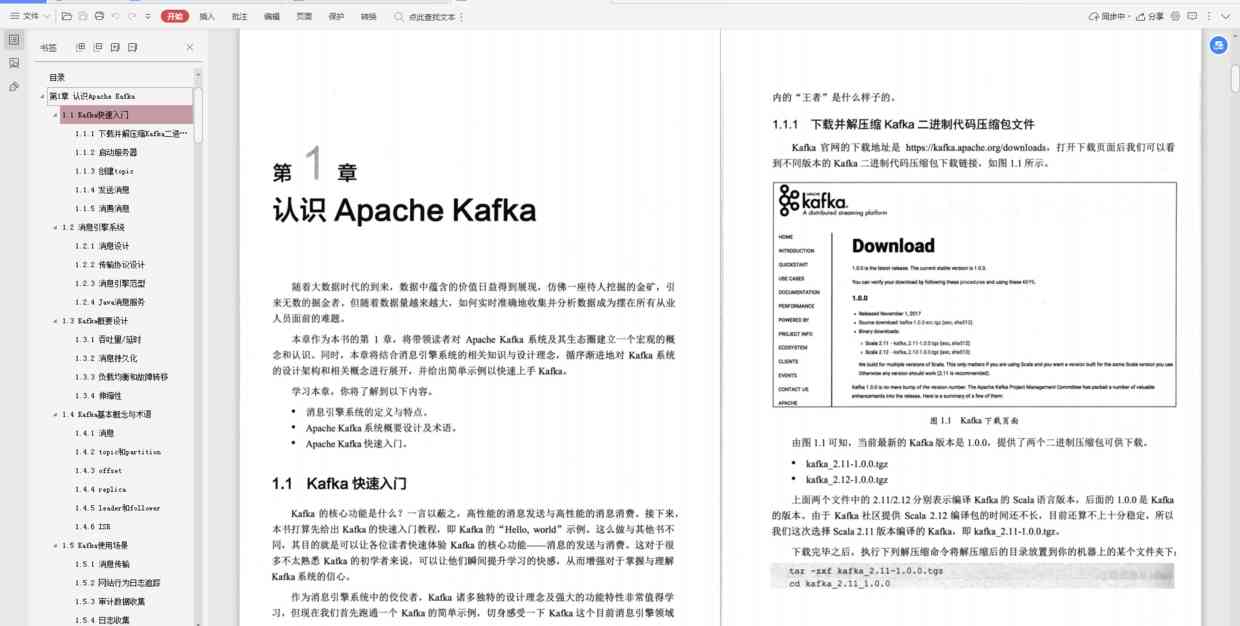 文件
开始
插入
批注
编辑
页面
保护
转换
点此查找文本
同步中
分享
书签
目录
第1章 认识Apache Kafka
1.1 Kafka快速入门
1.1.1 下载并解压缩Kafka二进…
1.1.2 启动服务器
1.1.3 创建topic
1.1.4 发送消息
1.1.5 消费消息
1.2 消息引擎系统
1.2.1 消息设计
1.2.2 传输协议设计
1.2.3 消息引擎范型
1.2.4 Java消息服务
1.3 Kafka概要设计
1.3.1 吞吐量/延时
1.3.2 消息持久化
1.3.3 负载均衡和故障转移
1.3.4 伸缩性
1.4 Kafka基本概念与术语
1.4.1 消息
1.4.2 topic和partition
1.4.3 offset
1.4.4 replica
1.4.5 leader和follower
1.4.6 ISR
1.5 Kafka使用场景
1.5.1 消息传输
1.5.2 网站行为日志追踪
1.5.3 审计数据收集
1.5.4 日志收集
第 1 章
认识 Apache Kafka
随着大数据时代的到来，数据中蕴含的价值日益得到展现，仿佛一座待人挖掘的金矿，引
来无数的掘金者。但随着数据量越来越大，如何实时准确地收集并分析数据成为摆在所有从业
人员面前的难题。
本章作为本书的第 1 章，将带领读者对 Apache Kafka 系统及其生态圈建立一个宏观的概
念和认识。同时，本章将结合消息引擎系统的相关知识与设计理念，循序渐进地对 Kafka 系统
的设计架构和相关概念进行展开，并给出简单示例以快速上手 Kafka。
学习本章，你将了解到以下内容。
• 消息引擎系统的定义与特点。
• Apache Kafka 系统概要设计及术语。
• Apache Kafka 快速入门。
1.1 Kafka 快速入门
Kafka 的核心功能是什么？一言以蔽之，高性能的消息发送与高性能的消息消费。接下来，
本书打算先给出 Kafka 的快速入门教程，即 Kafka 的“Hello, world”示例。这么做与其他书不
同，其目的就是可以让各位读者快速体验 Kafka 的核心功能——消息的发送与消费。这对于很
多不太熟悉 Kafka 的初学者来说，可以让他们瞬间提升学习的快感，从而增强对于掌握与理解
Kafka 系统的信心。
作为消息引擎系统中的佼佼者，Kafka 诸多独特的设计理念及强大的功能特性非常值得学
习，但现在我们首先跑通一个 Kafka 的简单示例，切身感受一下 Kafka 这个目前消息引擎领域
内的“王者”是什么样子的。
1.1.1 下载并解压缩 Kafka 二进制代码压缩包文件
Kafka 官网的下载地址是 https://kafka.apache.org/downloads，打开下载页面后我们可以看
到不同版本的 Kafka 二进制代码压缩包下载链接，如图 1.1 所示。
APACHE
kafka
A distributed streaming platform
HOME
INTRODUCTION
QUICKSTART
USE CASES
DOCUMENTATION
PERFORMANCE
POWERED BY
PROJECT INFO
ECOSYSTEM
CLIENTS
EVENTS
CONTACT US
APACHE
Download
1.0.0 is the latest release. The current stable version is 1.0.0.
You can verify your download by following these procedures and using these KEYS.
1.0.0
• Released November 1, 2017
• Source download: kafka-1.0.0-src.tgz (asc, sha512)
• Binary downloads:
• Scala 2.11 - kafka_2.11-1.0.0.tgz (asc, sha512)
• Scala 2.12 - kafka_2.12-1.0.0.tgz (asc, sha512)
We build for multiple versions of Scala. This only matters if you are using Scala and you want a version built for the same Scala version you use
Otherwise any version should work (2.11 is recommended).
Kafka 1.0.0 is no mere bump of the version number. The Apache Kafka Project Management Committee has packed a number of valuable
enhancements into the release. Here is a summary of a few of them:
图 1.1 Kafka 下载页面
由图 1.1 可知，当前最新的 Kafka 版本是 1.0.0，提供了两个二进制压缩包可供下载。
• kafka_2.11-1.0.0.tgz
• kafka_2.12-1.0.0.tgz
上面两个文件中的 2.11/2.12 分别表示编译 Kafka 的 Scala 语言版本，后面的 1.0.0 是 Kafka
的版本。由于 Kafka 社区提供 Scala 2.12 编译包的时间还不长，目前还算不上十分稳定，所以
我们这次选择 Scala 2.11 版本编译的 Kafka，即 kafka_2.11-1.0.0.tgz。
下载完毕之后，执行下列解压缩命令将解压缩后的目录放置到你的机器上的某个文件夹下：
tar -zxf kafka_2.11-1.0.0.tgz
cd kafka_2.11_1.0.0